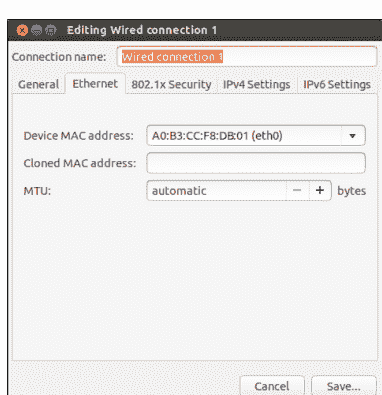 Editing Wired connection 1
Connection name: Wired connection 1
General Ethernet 802.1x Security IPv4 Settings IPv6 Settings
Device MAC address: A0:B3:CC:F8:DB:01 (eth0)
Cloned MAC address:
MTU: automatic − + bytes
Cancel Save...